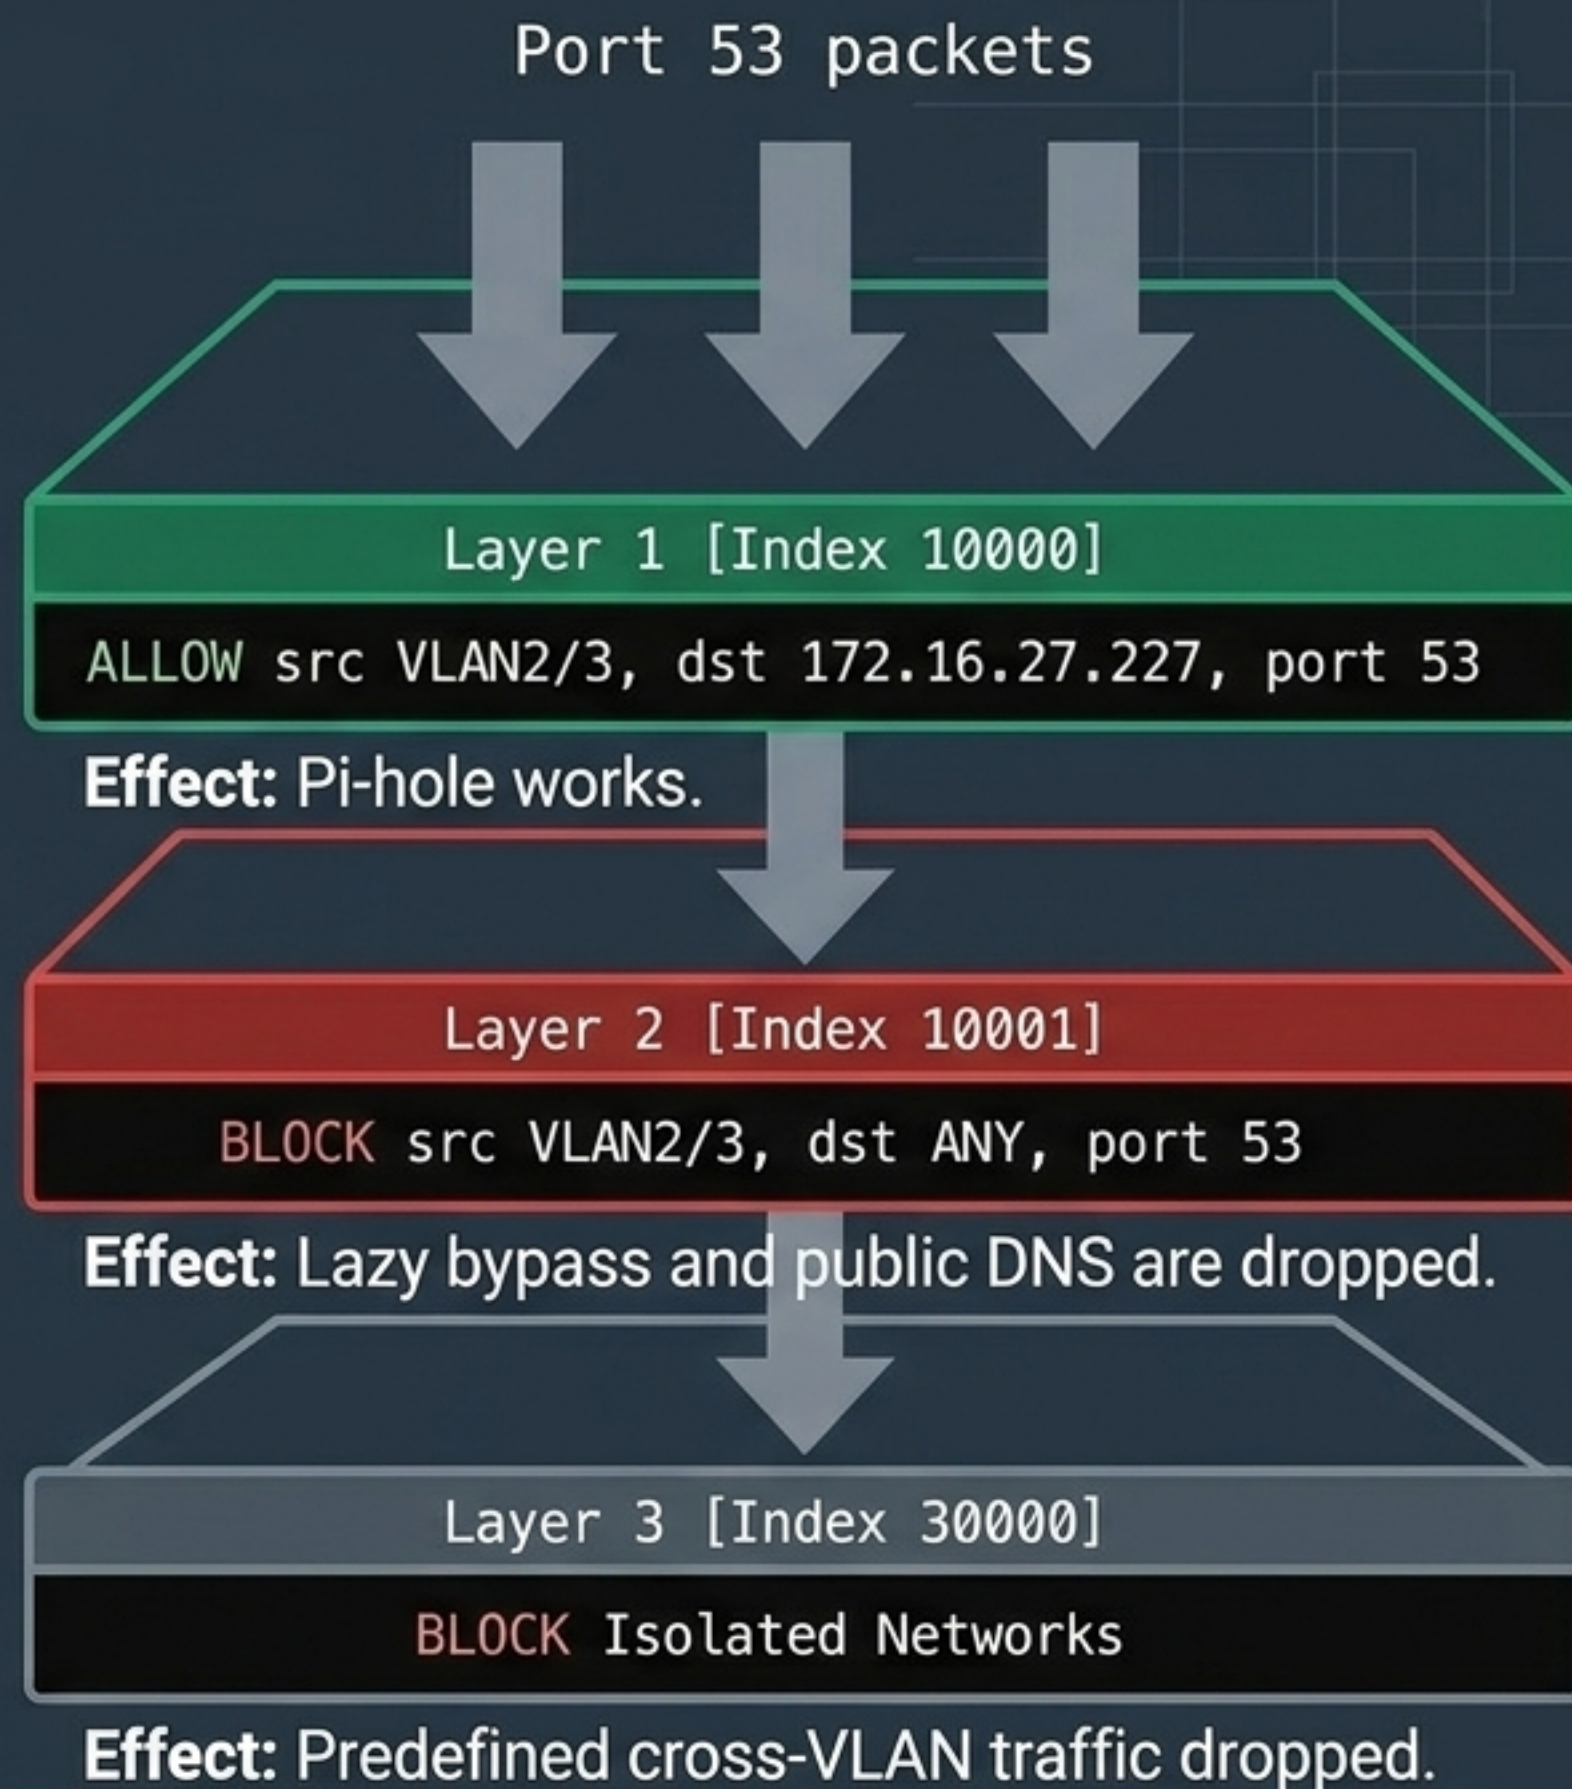 Port 53 packets
Layer 1 [Index 10000]
ALLOW src VLAN2/3, dst 172.16.27.227, port 53
Effect: Pi-hole works.
Layer 2 [Index 10001]
BLOCK src VLAN2/3, dst ANY, port 53
Effect: Lazy bypass and public DNS are dropped.
Layer 3 [Index 30000]
BLOCK Isolated Networks
Effect: Predefined cross-VLAN traffic dropped.